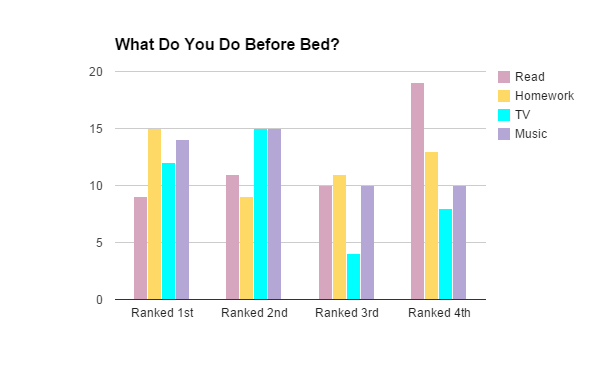 What Do You Do Before Bed?
20
15
10
5
0
Ranked 1st
Ranked 2nd
Ranked 3rd
Ranked 4th
Read
Homework
TV
Music